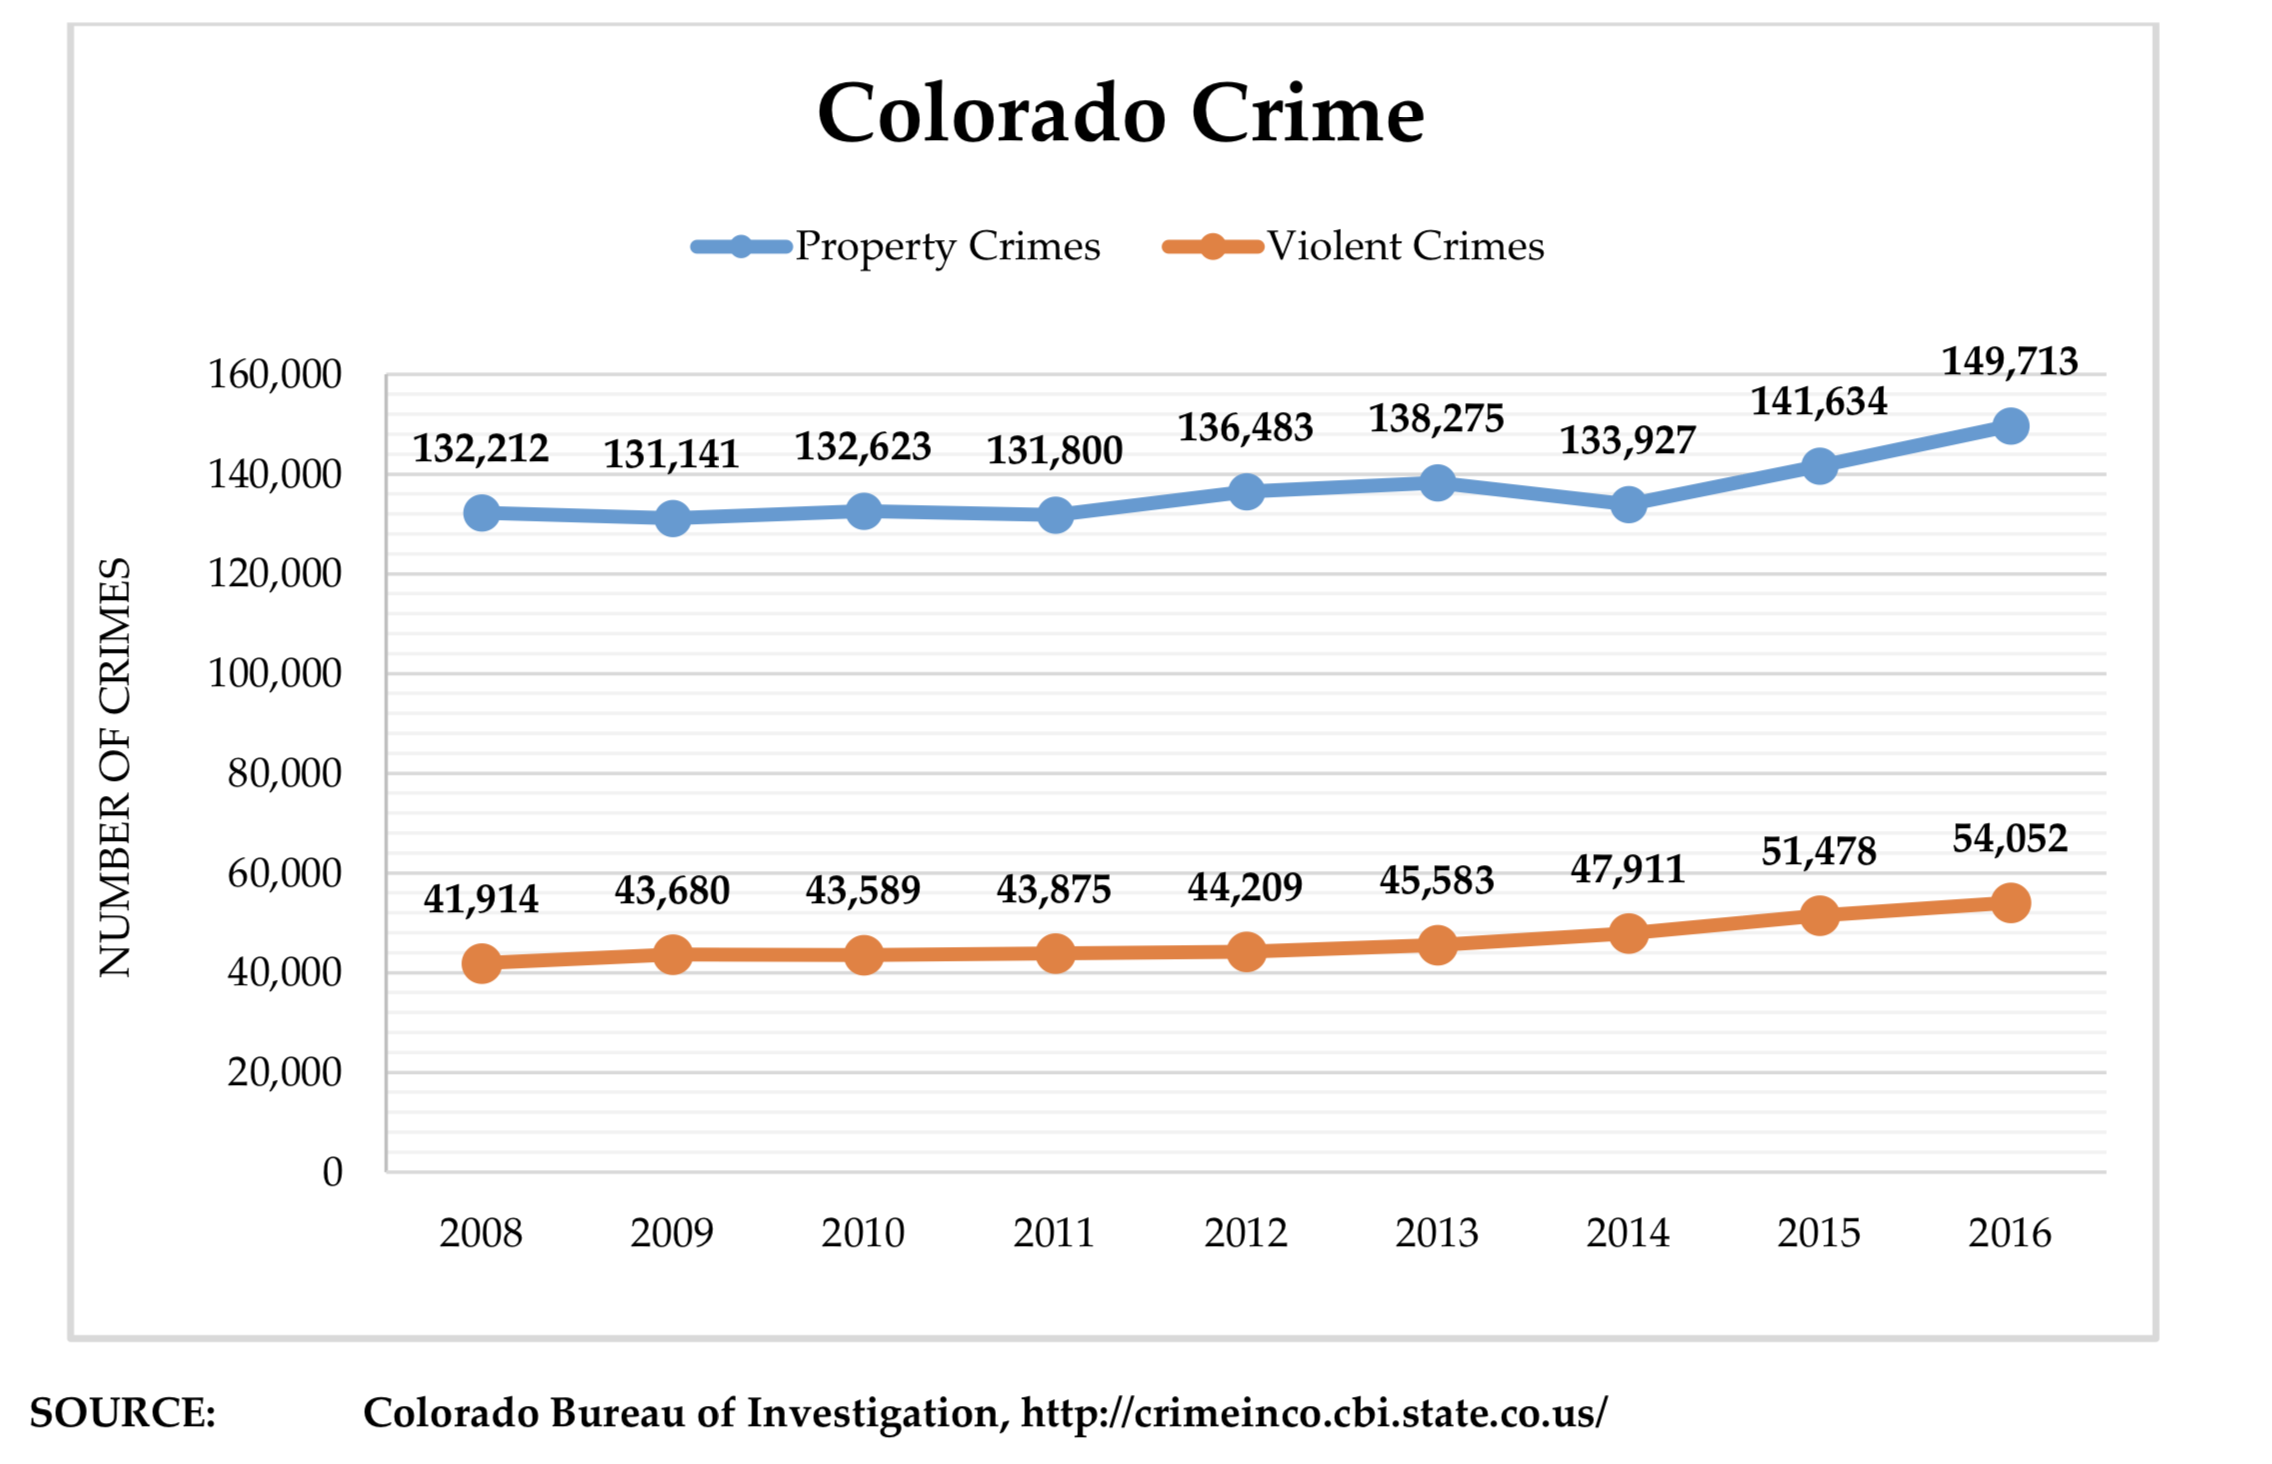 Colorado Crime
Property Crimes Violent Crimes
NUMBER OF CRIMES
160,000
140,000
120,000
100,000
80,000
60,000
40,000
20,000
0
132,212 131,141 132,623 131,800 136,483 138,275 133,927 141,634 149,713
41,914 43,680 43,589 43,875 44,209 45,583 47,911 51,478 54,052
2008 2009 2010 2011 2012 2013 2014 2015 2016
SOURCE: Colorado Bureau of Investigation, http://crimeinco.cbi.state.co.us/